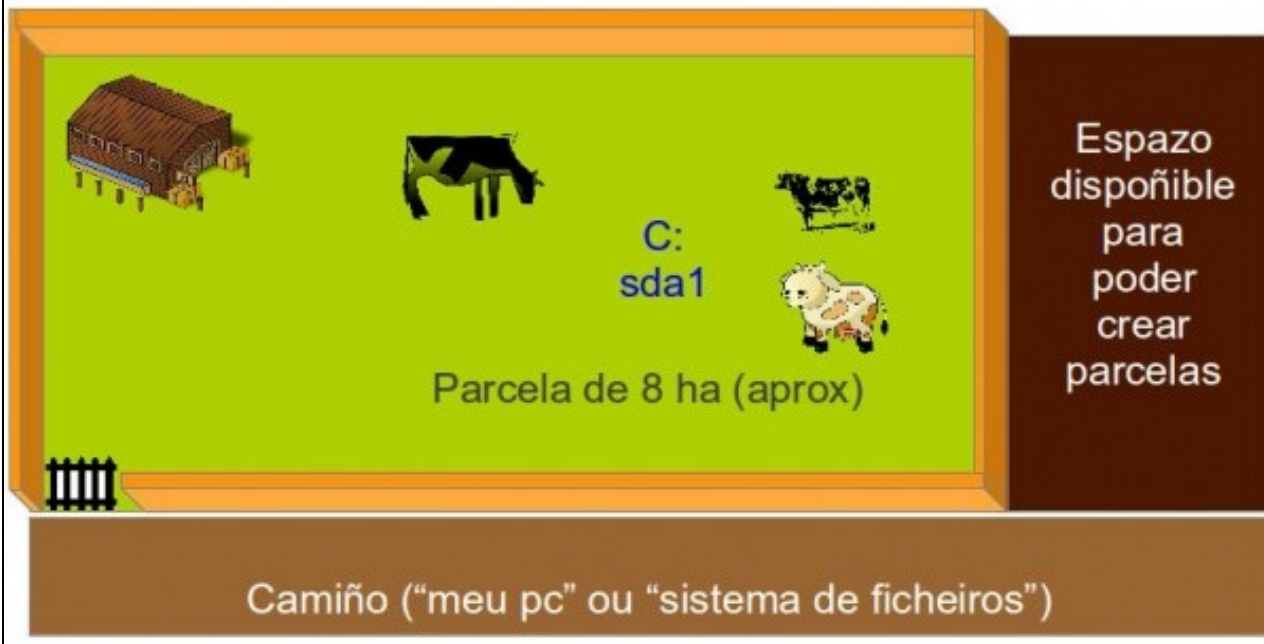 C:
sda1
Parcela de 8 ha (aprox)
Espazo
dispoñible
para
poder
crear
parcelas
Camiño (“meu pc” ou “sistema de ficheiros”)